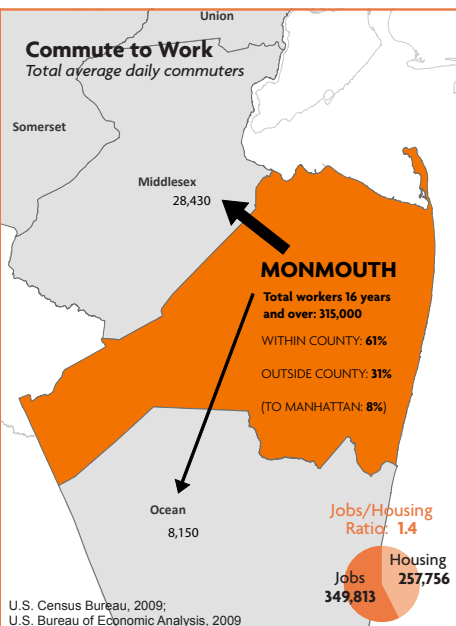 Union
Commute to Work
Total average daily commuters
Somerset
Middlesex
28,430
MONMOUTH
Total workers 16 years
and over: 315,000
WITHIN COUNTY: 61%
OUTSIDE COUNTY: 31%
(TO MANHATTAN: 8%)
Ocean
8,150
Jobs/Housing
Ratio: 1.4
Housing
257,756
Jobs
349,813
U.S. Census Bureau, 2009;
U.S. Bureau of Economic Analysis, 2009